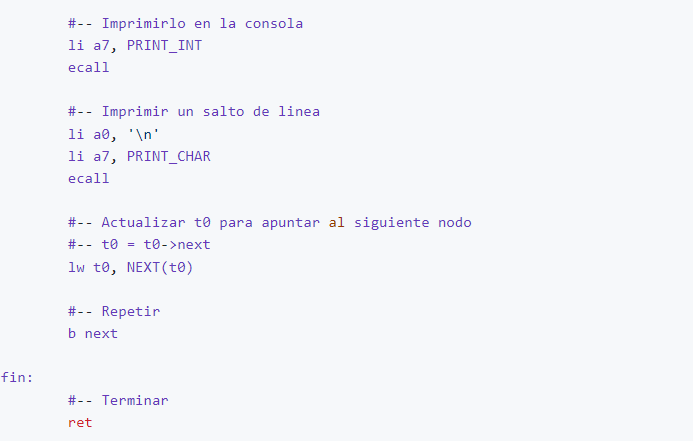 #-- Imprimirlo en la consola
li a7, PRINT_INT
ecall
#-- Imprimir un salto de linea
li a0, '\n'
li a7, PRINT_CHAR
ecall
#-- Actualizar t0 para apuntar al siguiente nodo
#-- t0 = t0->next
lw t0, NEXT(t0)
#-- Repetir
b next
fin:
#-- Terminar
ret